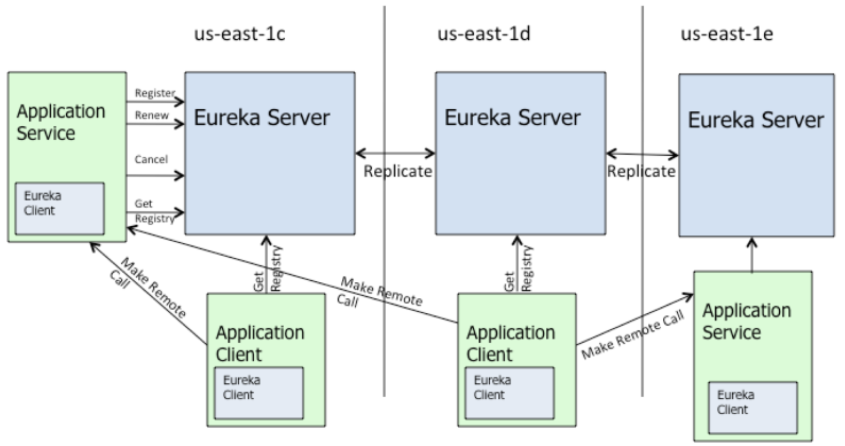 us-east-1c
us-east-1d
us-east-1e
Application
Service
Eureka
Client
Register
Renew
Cancel
Get
Registry
Eureka Server
Replicate
Eureka Server
Replicate
Eureka Server
Get
Registry
Get
Registry
Make Remote
Call
Make Remote
Call
Make Remote Call
Application
Client
Eureka
Client
Application
Client
Eureka
Client
Application
Service
Eureka
Client